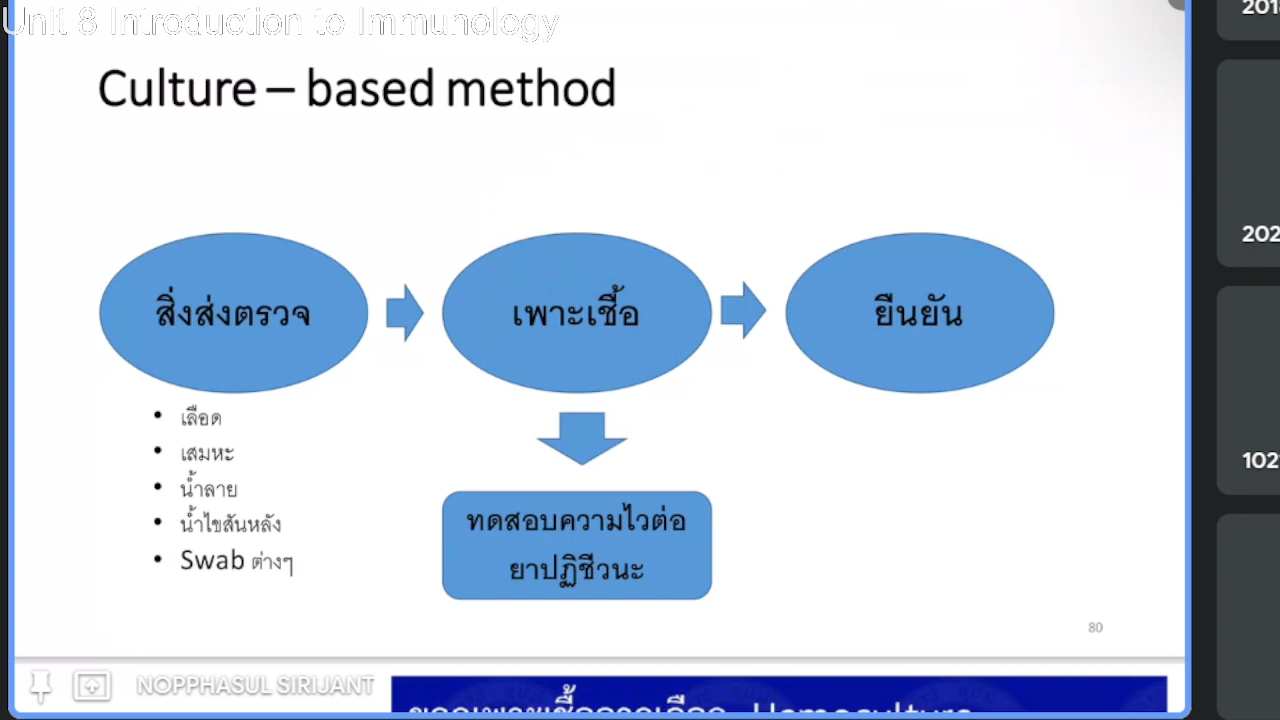 Unit 8 Introduction to Immunology
Culture – based method
สิ่งส่งตรวจ
เพาะเชื้อ
ยืนยัน
• เลือด
• เสมหะ
• น้ำลาย
• น้ำไขสันหลัง
• Swab ต่างๆ
ทดสอบความไวต่อ
ยาปฏิชีวนะ
80
NOPPHASUL SIRIJANT
201
202
102